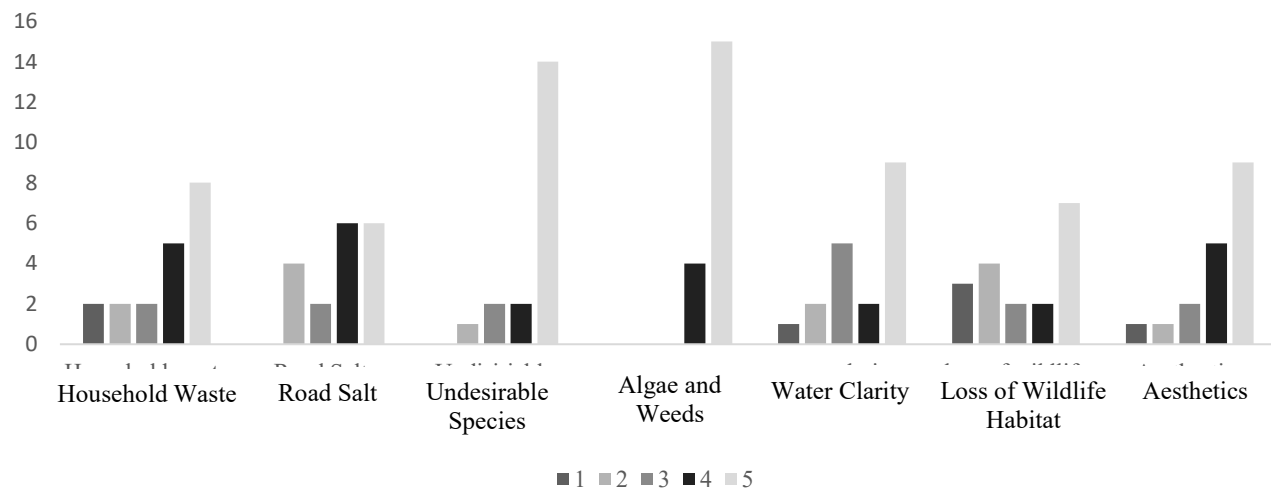 16
14
12
10
8
6
4
2
0
Household Waste
Road Salt
Undesirable
Species
Algae and
Weeds
Water Clarity
Loss of Wildlife
Habitat
Aesthetics
1 2 3 4 5